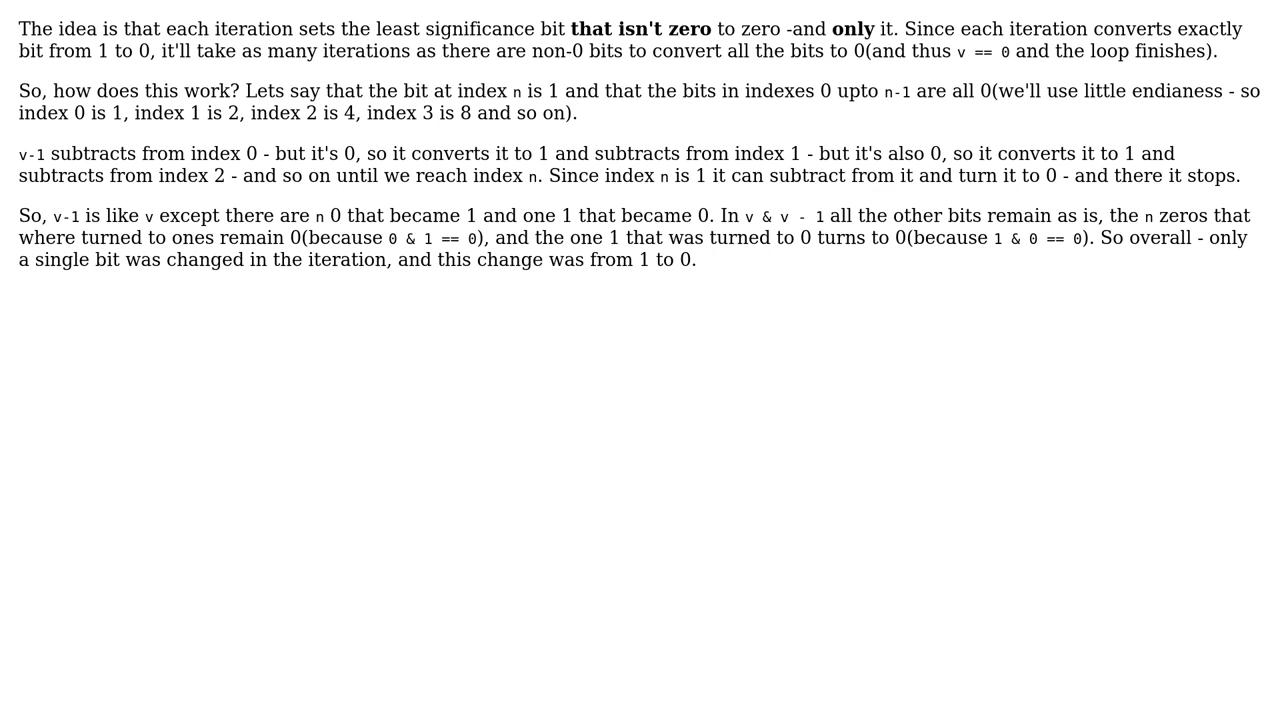 The idea is that each iteration sets the least significance bit that isn't zero to zero -and only it. Since each iteration converts exactly
bit from 1 to 0, it'll take as many iterations as there are non-0 bits to convert all the bits to 0(and thus v == 0 and the loop finishes).
So, how does this work? Lets say that the bit at index n is 1 and that the bits in indexes 0 upto n-1 are all 0(we'll use little endianess - so
index 0 is 1, index 1 is 2, index 2 is 4, index 3 is 8 and so on).
v-1 subtracts from index 0 - but it's 0, so it converts it to 1 and subtracts from index 1 - but it's also 0, so it converts it to 1 and
subtracts from index 2 - and so on until we reach index n. Since index n is 1 it can subtract from it and turn it to 0 - and there it stops.
So, v-1 is like v except there are n 0 that became 1 and one 1 that became 0. In v & v - 1 all the other bits remain as is, the n zeros that
where turned to ones remain 0(because 0 & 1 == 0), and the one 1 that was turned to 0 turns to 0(because 1 & 0 == 0). So overall - only
a single bit was changed in the iteration, and this change was from 1 to 0.